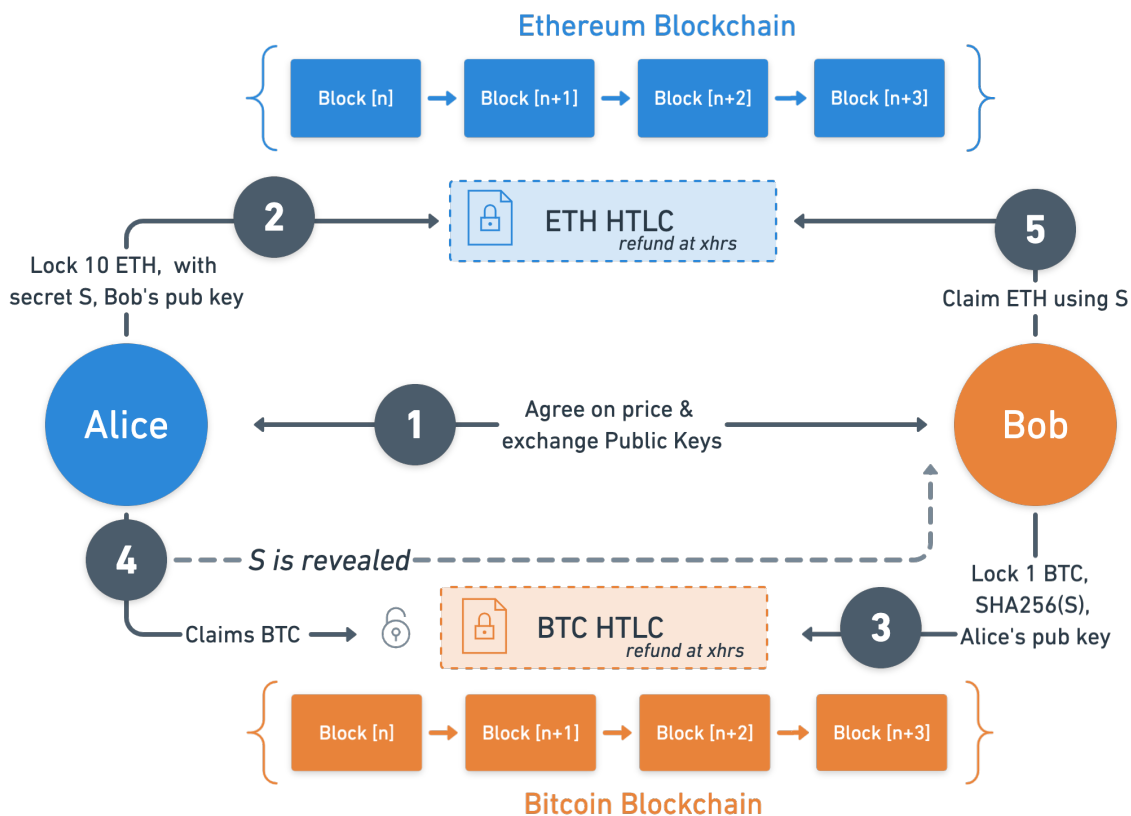 Ethereum Blockchain
Block [n]
Block [n+1]
Block [n+2]
Block [n+3]
2
ETH HTLC
refund at xhrs
5
Lock 10 ETH, with
secret S, Bob's pub key
Claim ETH using S
Alice
1
Agree on price &
exchange Public Keys
Bob
4
S is revealed
Claims BTC
BTC HTLC
refund at xhrs
3
Lock 1 BTC,
SHA256(S),
Alice's pub key
Block [n]
Block [n+1]
Block [n+2]
Block [n+3]
Bitcoin Blockchain